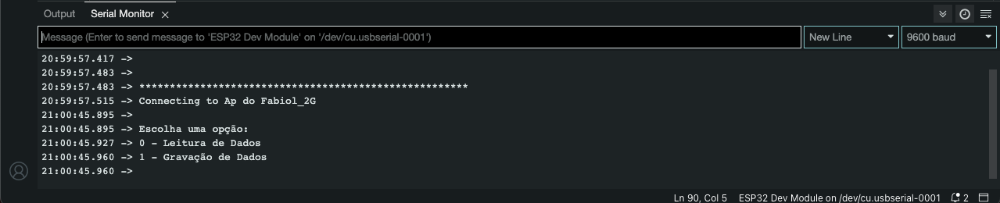 Output
Serial Monitor
Message (Enter to send message to 'ESP32 Dev Module' on '/dev/cu.usbserial-0001')
New Line
9600 baud
20:59:57.417 ->
20:59:57.483 ->
20:59:57.483 -> ******************************************************
20:59:57.515 -> Connecting to Ap do Fabiol_2G
21:00:45.895 ->
21:00:45.895 -> Escolha uma opção:
21:00:45.927 -> 0 - Leitura de Dados
21:00:45.960 -> 1 - Gravação de Dados
21:00:45.960 ->
Ln 90, Col 5
ESP32 Dev Module on /dev/cu.usbserial-0001
2